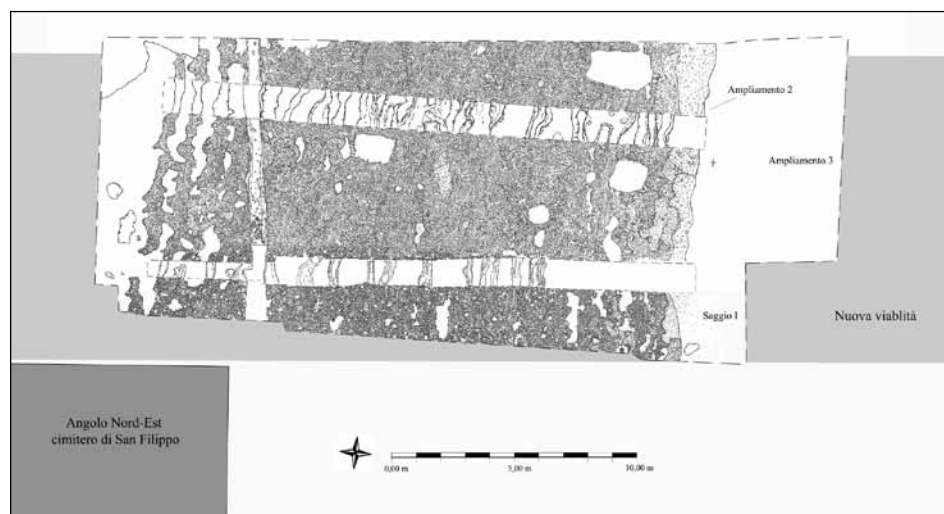 Ampliamento 2
Ampliamento 3
Saggio 1
Nuova viablità
Angolo Nord-Est
cimitero di San Filippo
0,00 m 5,00 m 10,00 m